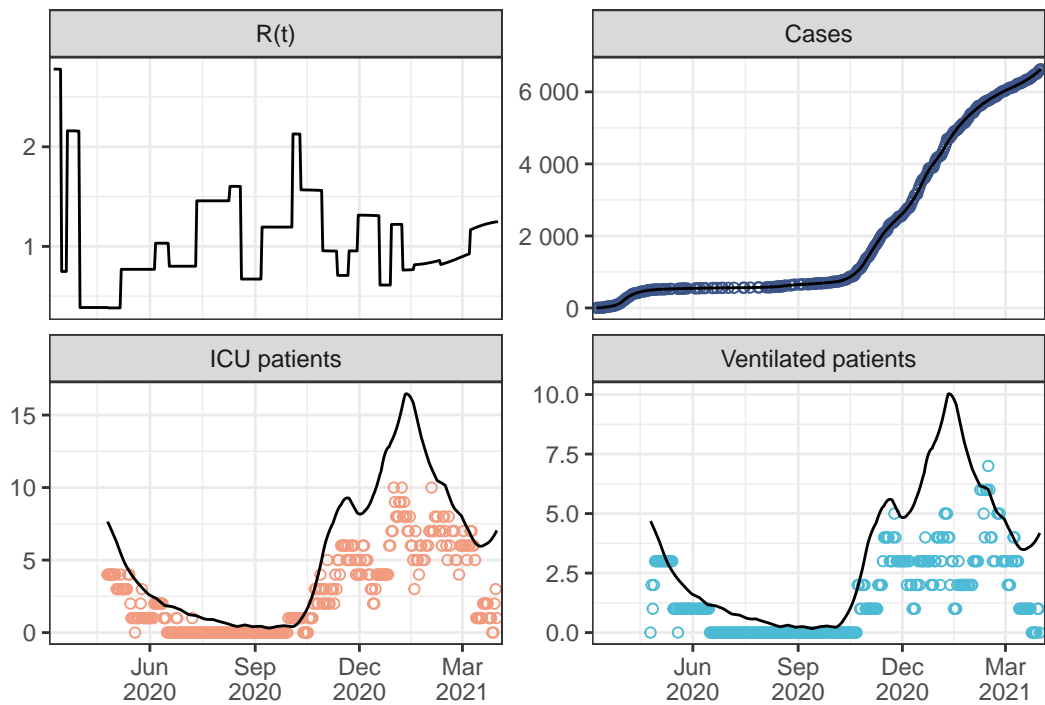 R(t)
Cases
2
1
6 000
4 000
2 000
0
ICU patients
Ventilated patients
15
10
5
0
10.0
7.5
5.0
2.5
0.0
Jun
2020
Sep
2020
Dec
2020
Mar
2021
Jun
2020
Sep
2020
Dec
2020
Mar
2021